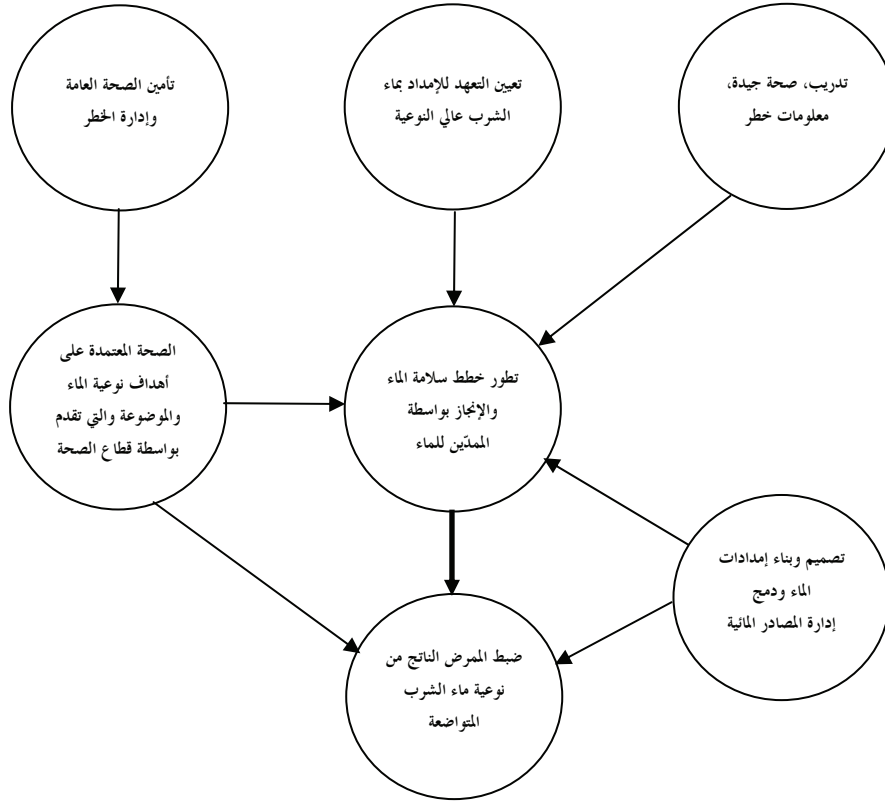 تدريب، صحة جيدة،
معلومات خطر
تعيين التعهد للإمداد بماء
الشرب عالي النوعية
تأمين الصحة العامة
وإدارة الخطر
تطور خطط سلامة الماء
والإنجاز بواسطة
الممدّين للماء
الصحة المعتمدة على
أهداف نوعية الماء
والموضوعة والتي تقدم
بواسطة قطاع الصحة
تصميم وبناء إمدادات
الماء ودمج
إدارة المصادر المائية
ضبط الممرض الناتج من
نوعية ماء الشرب
المتواضعة